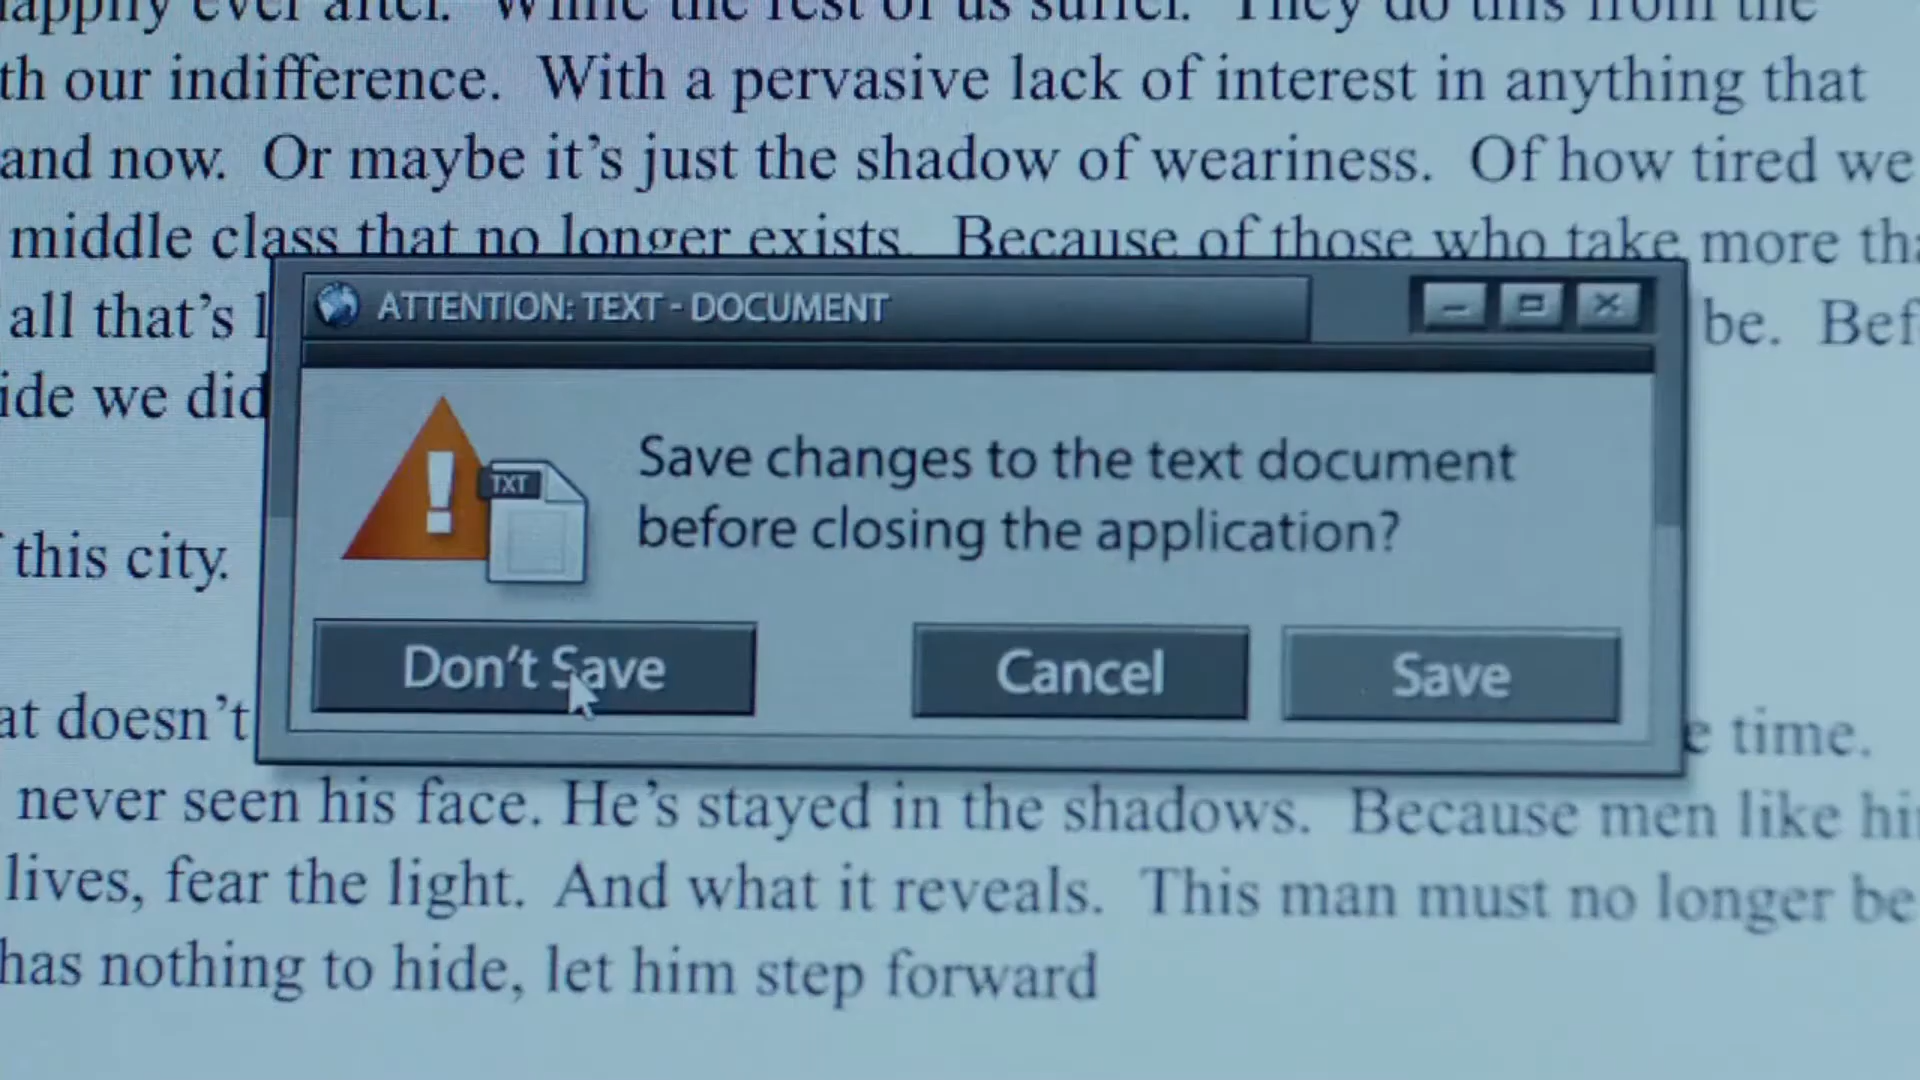 happily ever after. While the rest of us suffer. They do this from the
th our indifference. With a pervasive lack of interest in anything that
and now. Or maybe it's just the shadow of weariness. Of how tired we
middle class that no longer exists. Because of those who take more tha
all that's l
be. Bef
ide we did
ATTENTION: TEXT - DOCUMENT
TXT
Save changes to the text document
before closing the application?
Don't Save
Cancel
Save
this city.
at doesn't
e time.
never seen his face. He's stayed in the shadows. Because men like hi
lives, fear the light. And what it reveals. This man must no longer be
has nothing to hide, let him step forward